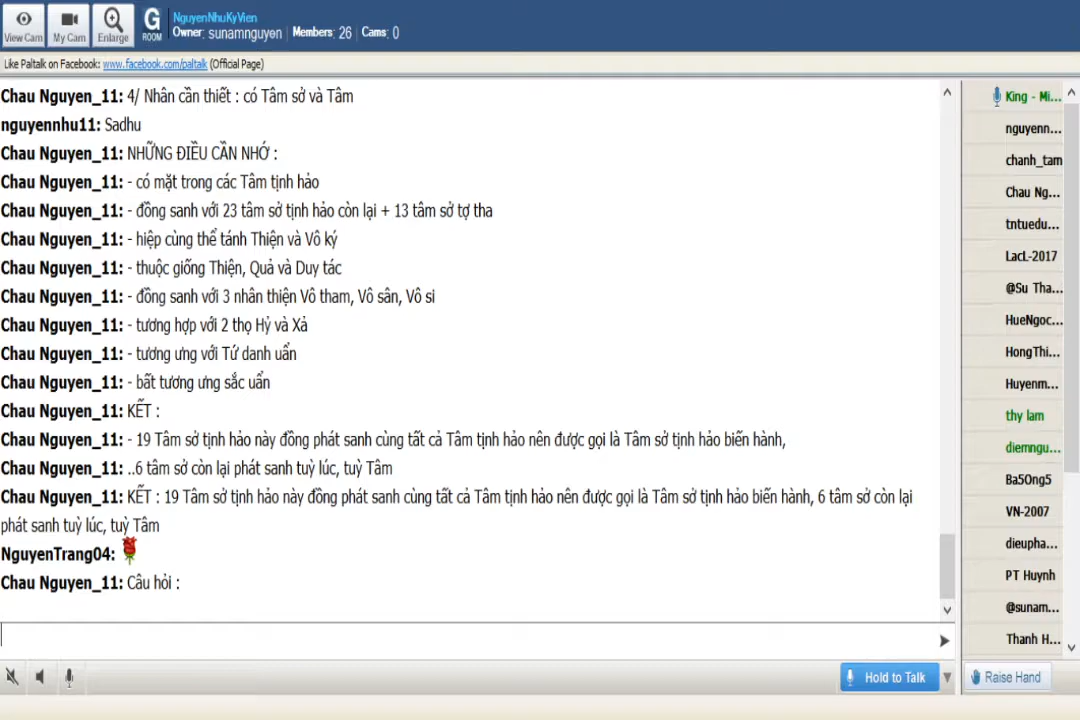 NguyenNhuKyVien
Owner: sunamnguyen Members: 26 Cams: 0
View Cam My Cam Enlarge G ROOM
Like Paltalk on Facebook: www.facebook.com/paltalk (Official Page)
Chau Nguyen_11: 4/ Nhân cần thiết : có Tâm sở và Tâm
nguyennhu11: Sadhu
Chau Nguyen_11: NHỮNG ĐIỀU CẦN NHỚ :
Chau Nguyen_11: - có mặt trong các Tâm tịnh hảo
Chau Nguyen_11: - đồng sanh với 23 tâm sở tịnh hảo còn lại + 13 tâm sở tợ tha
Chau Nguyen_11: - hiệp cùng thể tánh Thiện và Vô ký
Chau Nguyen_11: - thuộc giống Thiện, Quả và Duy tác
Chau Nguyen_11: - đồng sanh với 3 nhân thiện Vô tham, Vô sân, Vô si
Chau Nguyen_11: - tương hợp với 2 thọ Hỷ và Xả
Chau Nguyen_11: - tương ưng với Tứ danh uẩn
Chau Nguyen_11: - bất tương ưng sắc uẩn
Chau Nguyen_11: KẾT :
Chau Nguyen_11: - 19 Tâm sở tịnh hảo này đồng phát sanh cùng tất cả Tâm tịnh hảo nên được gọi là Tâm sở tịnh hảo biến hành,
Chau Nguyen_11: ..6 tâm sở còn lại phát sanh tuỳ lúc, tuỳ Tâm
Chau Nguyen_11: KẾT : 19 Tâm sở tịnh hảo này đồng phát sanh cùng tất cả Tâm tịnh hảo nên được gọi là Tâm sở tịnh hảo biến hành, 6 tâm sở còn lại
phát sanh tuỳ lúc, tuỳ Tâm
NguyenTrang04:
Chau Nguyen_11: Câu hỏi :
King - Mi...
nguyenn...
chanh_tam
Chau Ng...
tntuedu...
LacL-2017
@Su Tha...
HueNgoc...
HongThi...
Huyenm...
thy lam
diemngu...
Ba5Ong5
VN-2007
dieupha...
PT Huynh
@sunam...
Thanh H...
Hold to Talk
Raise Hand